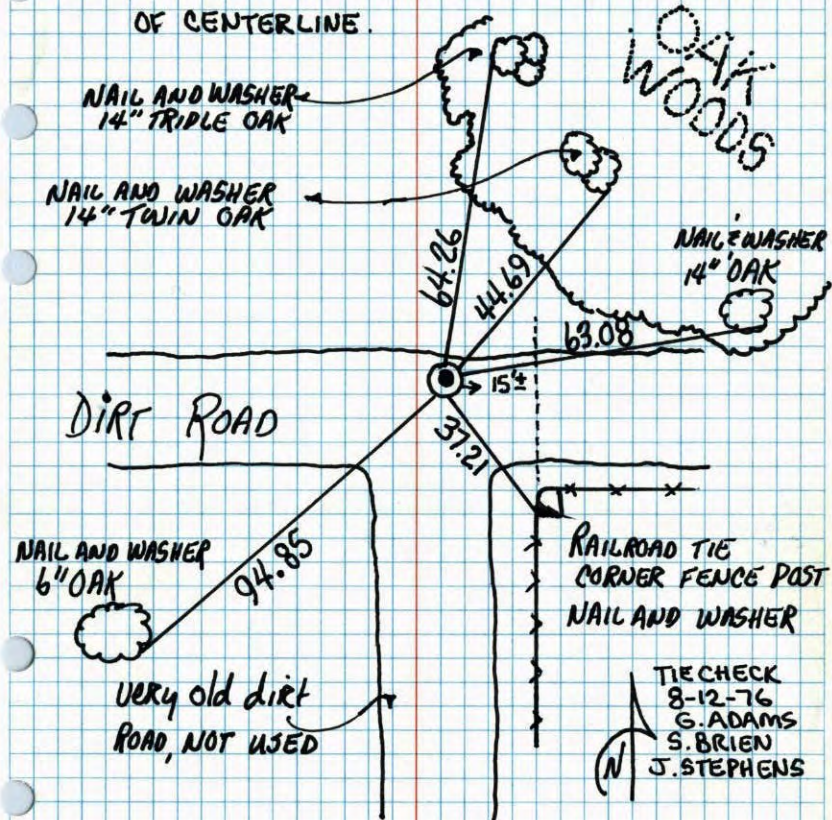 OF CENTERLINE.
NAIL AND WASHER
14" TRIPLE OAK
OAK
WOODS
NAIL AND WASHER
14" TWIN OAK
NAIL & WASHER
14" OAK
64.26
44.69
63.08
15'±
DIRT ROAD
37.21
NAIL AND WASHER
6" OAK
94.85
RAILROAD TIE
CORNER FENCE POST
NAIL AND WASHER
very old dirt
ROAD, NOT USED
TIE CHECK
8-12-76
G. ADAMS
S. BRIEN
J. STEPHENS
N